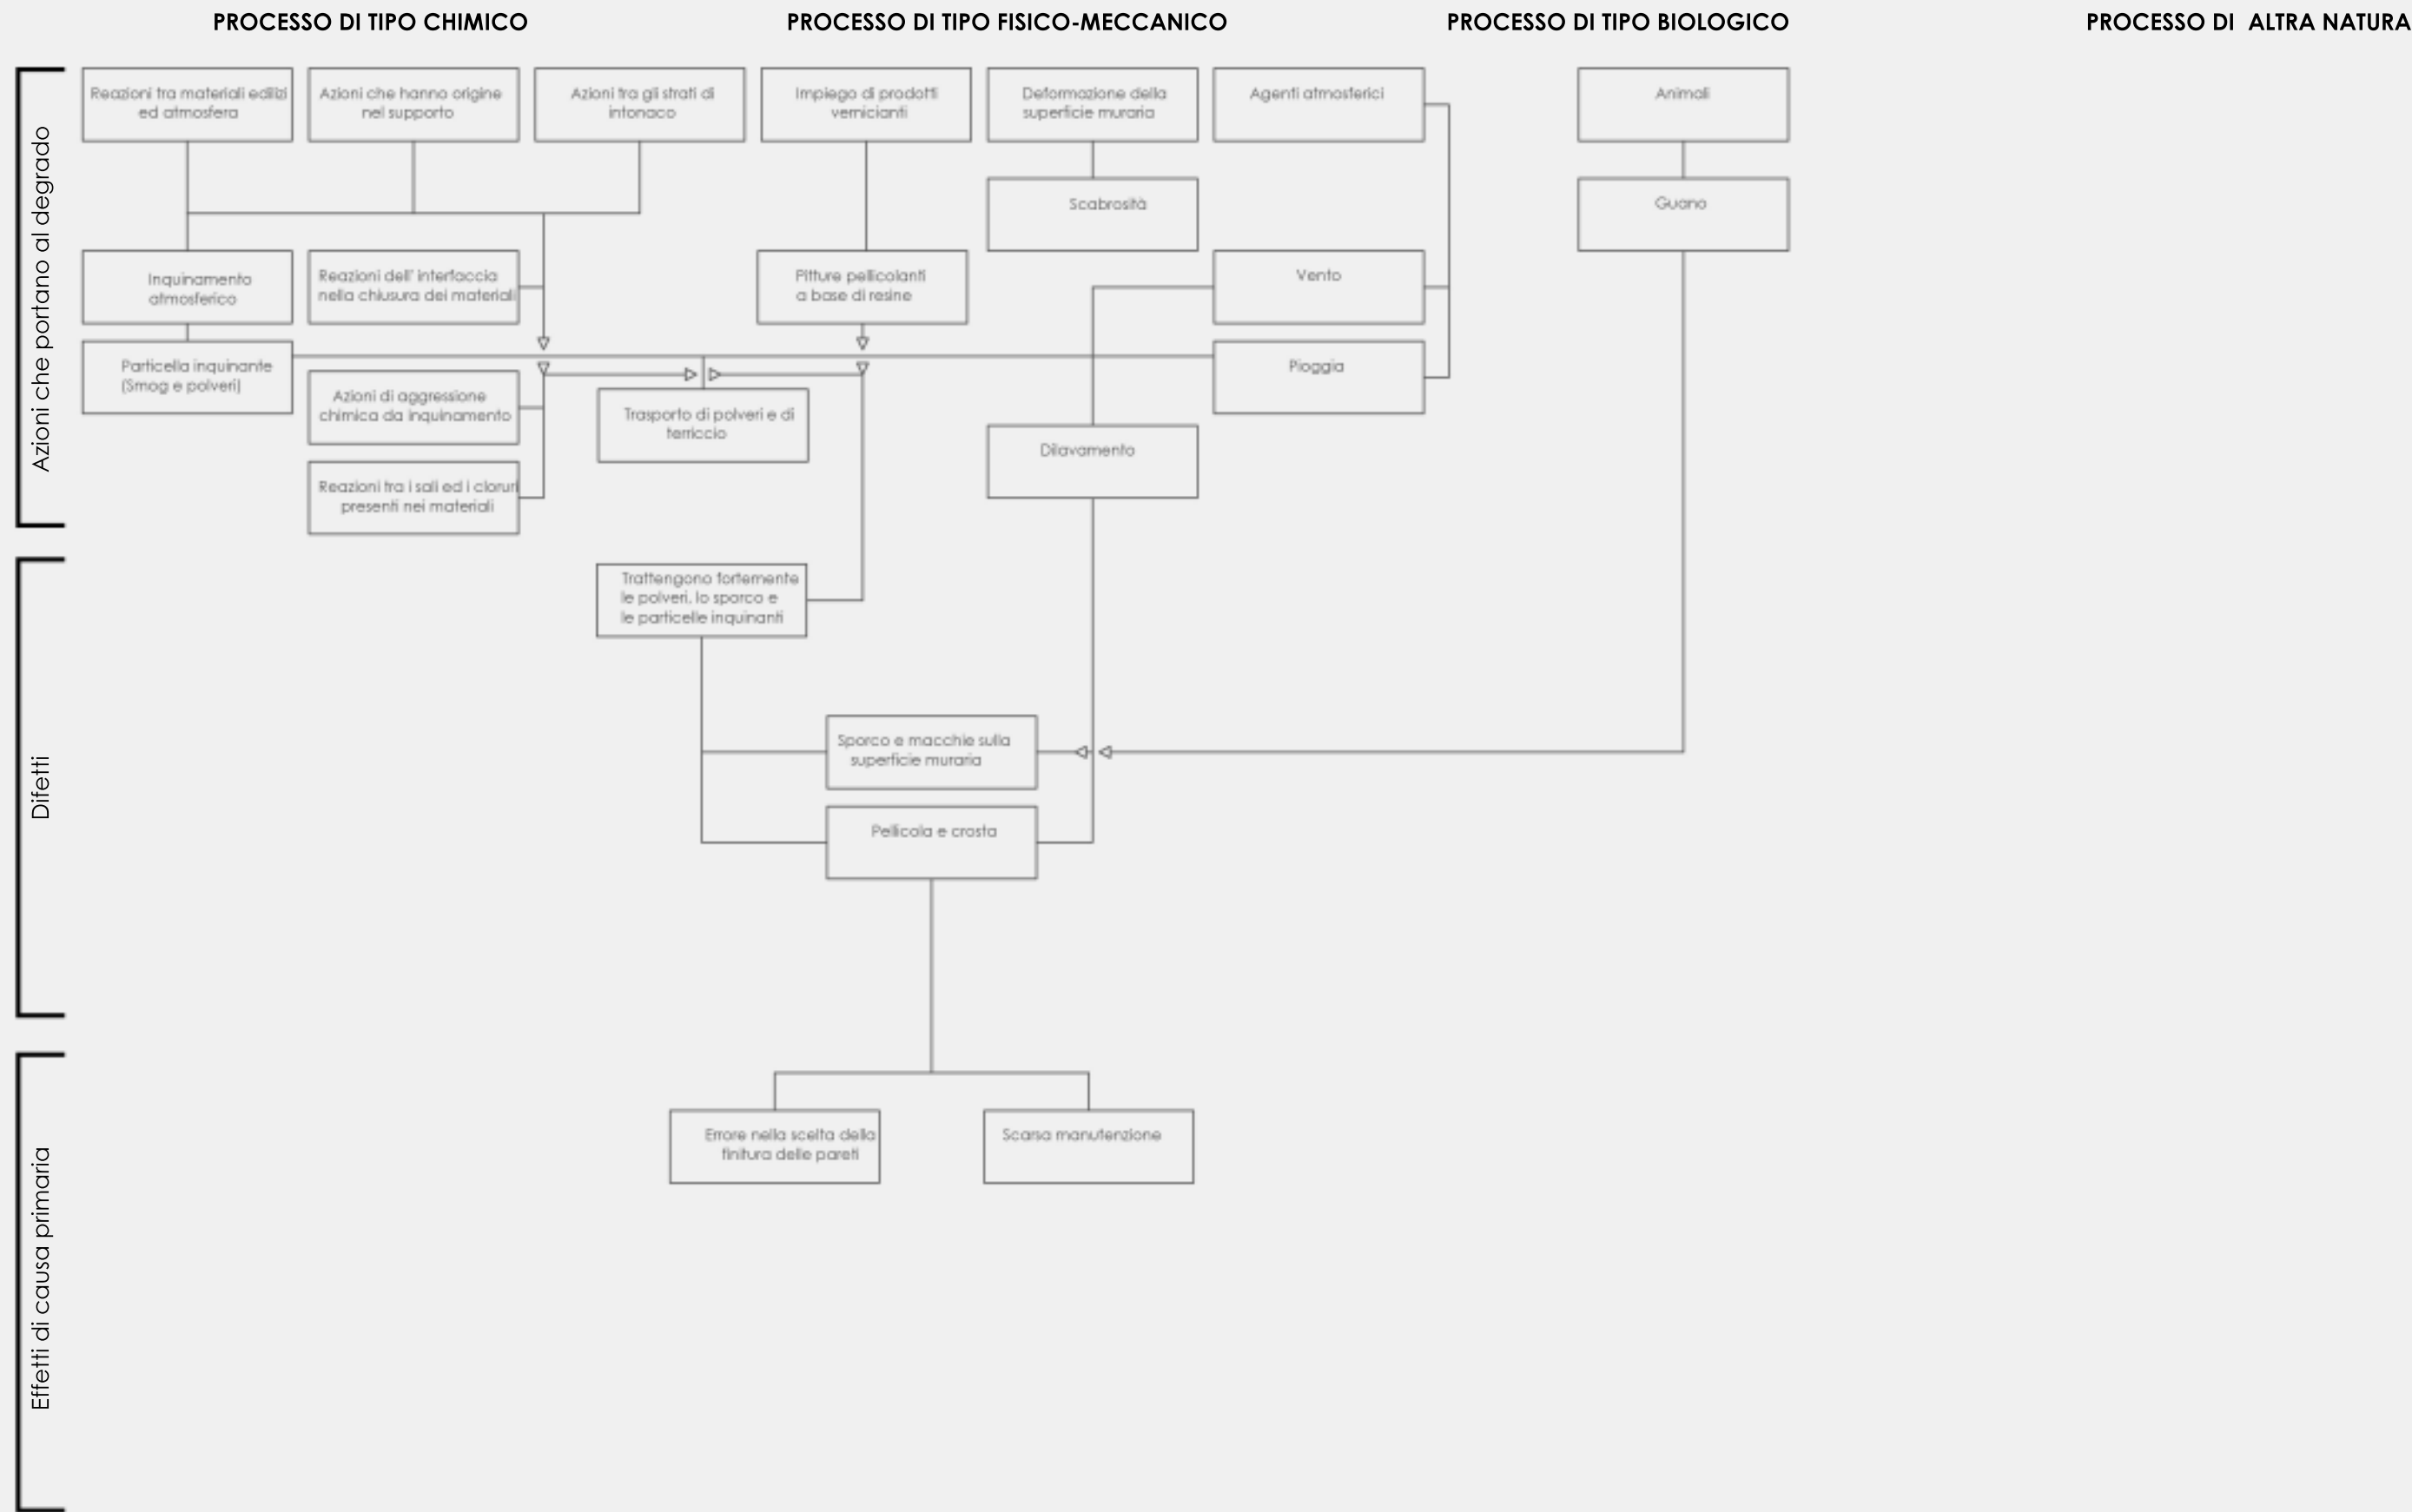 PROCESSO DI TIPO CHIMICO
PROCESSO DI TIPO FISICO-MECCANICO
PROCESSO DI TIPO BIOLOGICO
PROCESSO DI ALTRA NATURA
Azioni che portano al degrado
Reazioni tra materiali edilizi
ed atmosfera
Azioni che hanno origine
nel supporto
Azioni tra gli strati di
intonaco
Impiego di prodotti
vernicianti
Deformazione della
superficie muraria
Agenti atmosferici
Animali
Scabrosità
Guano
Inquinamento
atmosferico
Reazioni dell' interfaccia
nella chiusura dei materiali
Pitture pellicolanti
a base di resine
Vento
Particella inquinante
(Smog e polveri)
Azioni di aggressione
chimica da inquinamento
Trasporto di polveri e di
terriccio
Pioggia
Dilavamento
Reazioni tra i sali ed i cloruri
presenti nei materiali
Difetti
Trattengono fortemente
le polveri, lo sporco e
le particelle inquinanti
Sporco e macchie sulla
superficie muraria
Pellicola e crosta
Effetti di causa primaria
Errore nella scelta della
finitura delle pareti
Scarsa manutenzione